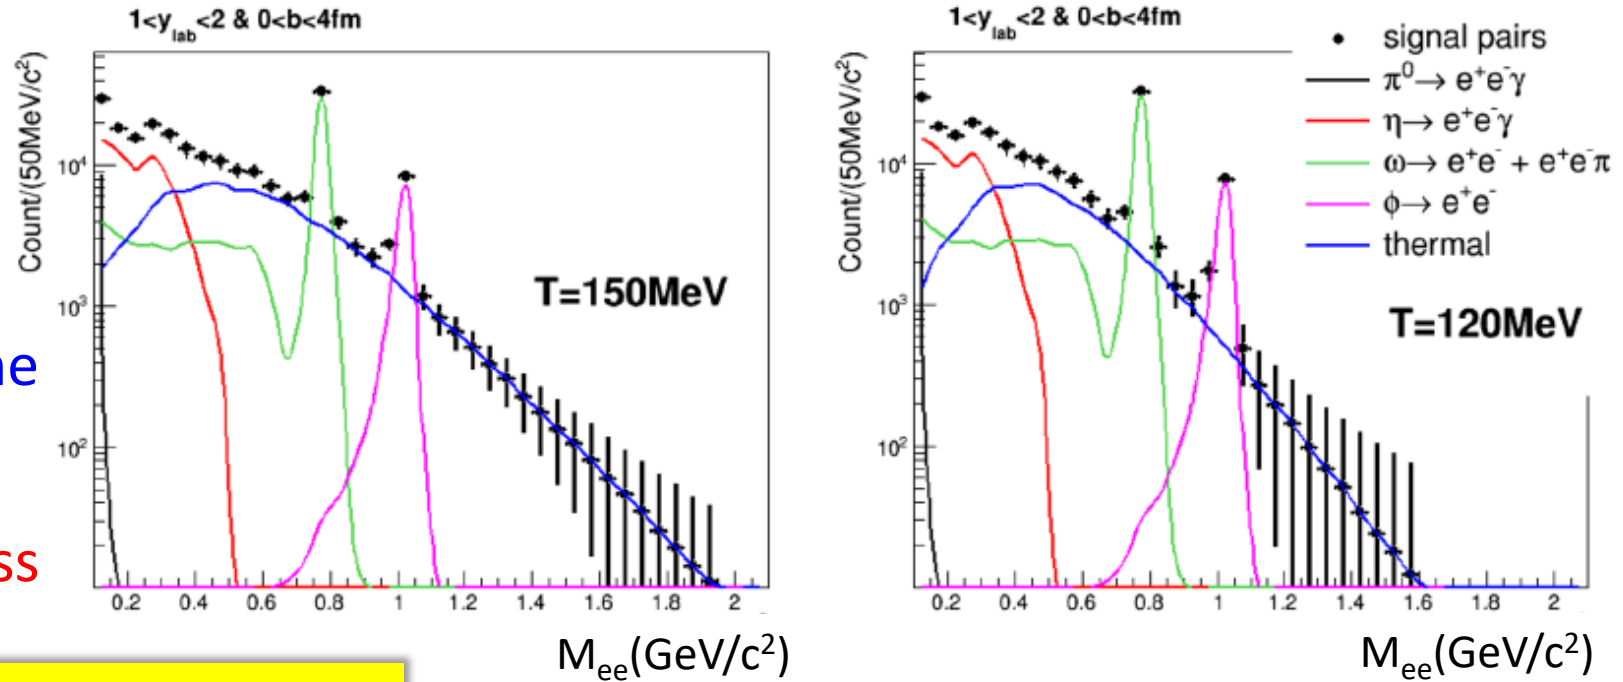 1<y_lab<2 & 0<b<4fm
Count/(50MeV/c²)
10⁴
10³
10²
T=150MeV
0.2 0.4 0.6 0.8 1 1.2 1.4 1.6 1.8 2
M_ee(GeV/c²)
1<y_lab<2 & 0<b<4fm
Count/(50MeV/c²)
10⁴
10³
10²
signal pairs
π⁰→ e⁺e⁻γ
η→ e⁺e⁻γ
ω→ e⁺e⁻ + e⁺e⁻π
ϕ→ e⁺e⁻
thermal
T=120MeV
0.2 0.4 0.6 0.8 1 1.2 1.4 1.6 1.8 2
M_ee(GeV/c²)